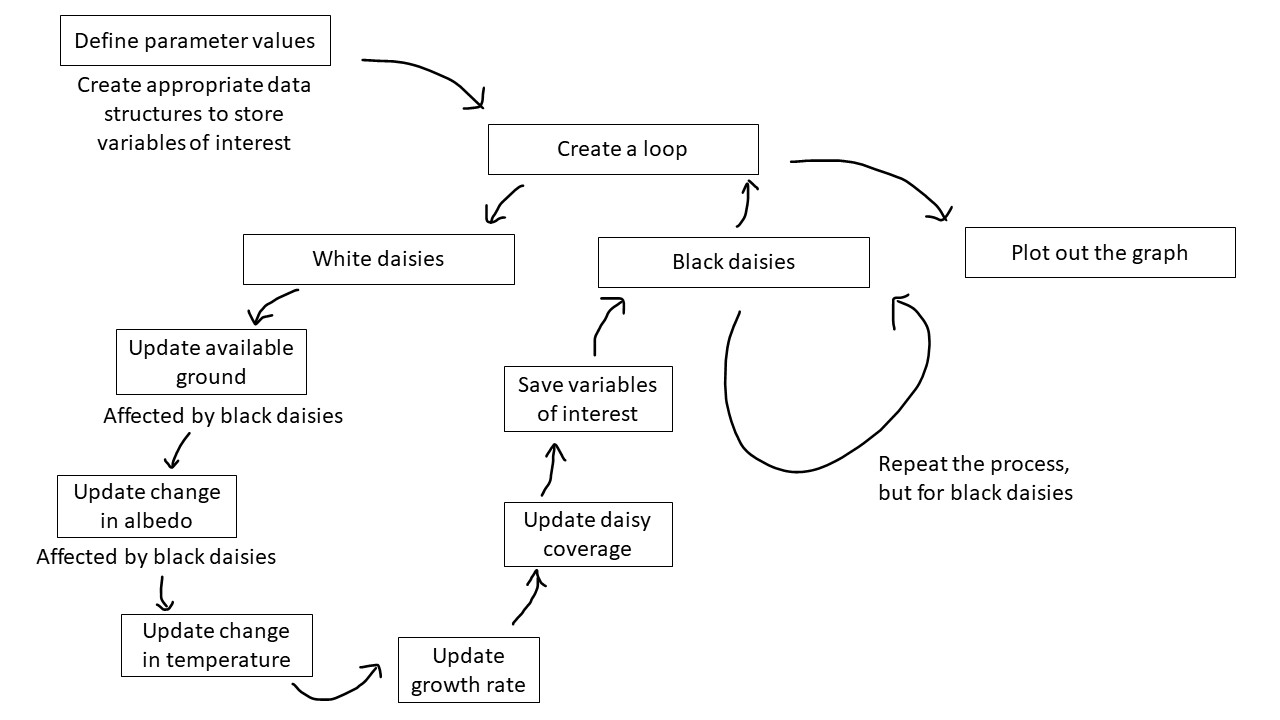 Define parameter values
Create appropriate data
structures to store
variables of interest
Create a loop
White daisies
Black daisies
Plot out the graph
Update available
ground
Affected by black daisies
Update change
in albedo
Affected by black daisies
Update change
in temperature
Update
growth rate
Update daisy
coverage
Save variables
of interest
Repeat the process,
but for black daisies